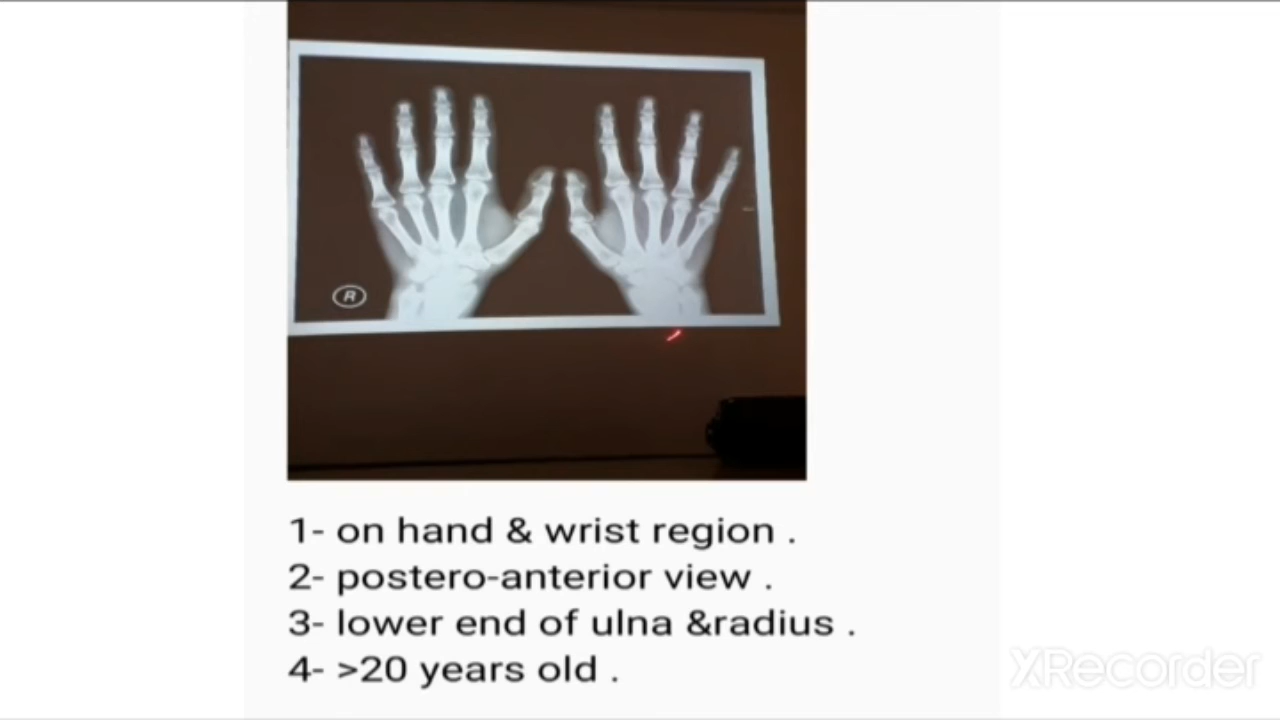 R
1- on hand & wrist region .
2- postero-anterior view .
3- lower end of ulna &radius .
4- >20 years old .
XRecorder